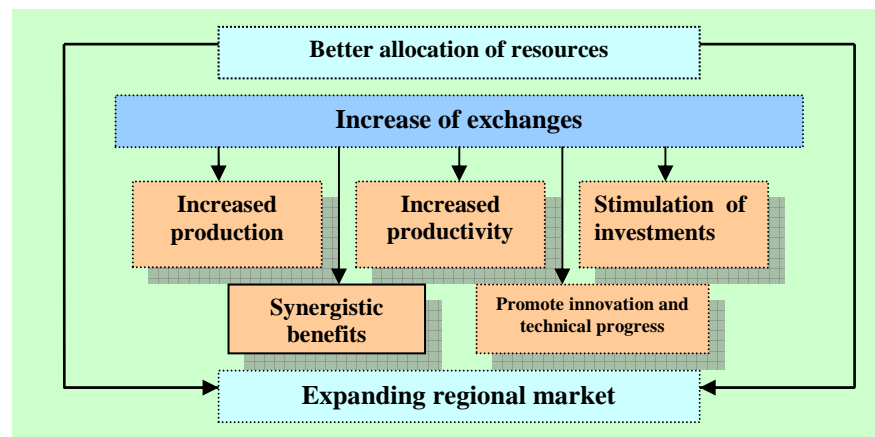 Better allocation of resources
Increase of exchanges
Increased
production
Increased
productivity
Stimulation of
investments
Synergistic
benefits
Promote innovation and
technical progress
Expanding regional market